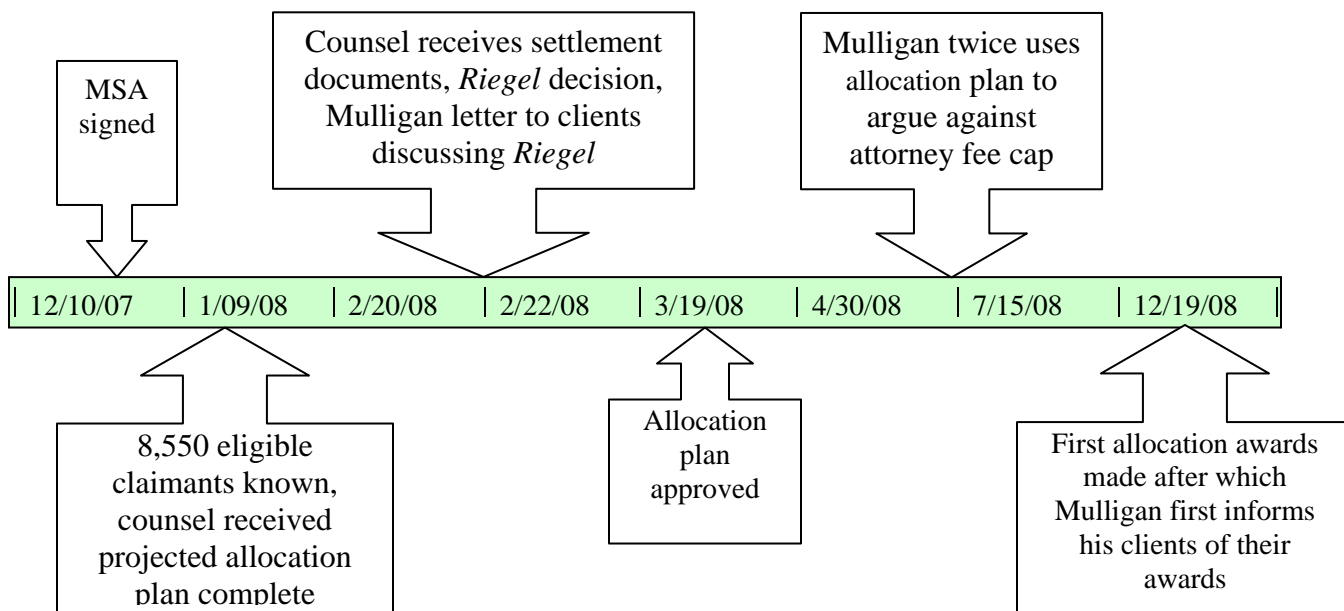 MSA
signed
Counsel receives settlement
documents, Riegel decision,
Mulligan letter to clients
discussing Riegel
Mulligan twice uses
allocation plan to
argue against
attorney fee cap
12/10/07 1/09/08 2/20/08 2/22/08 3/19/08 4/30/08 7/15/08 12/19/08
8,550 eligible
claimants known,
counsel received
projected allocation
plan complete
Allocation
plan
approved
First allocation awards
made after which
Mulligan first informs
his clients of their
awards